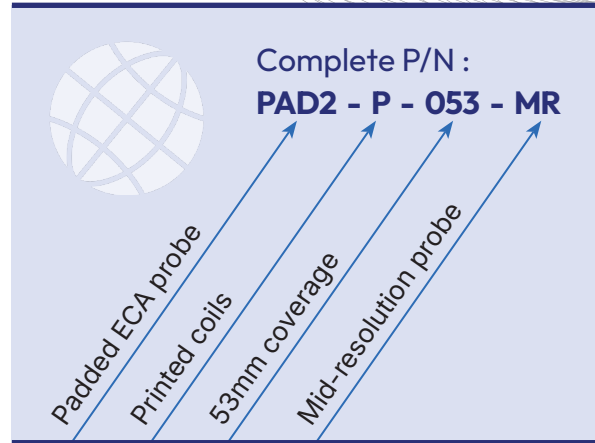 Complete P/N :
PAD2 - P - 053 - MR
Padded ECA probe
Printed coils
53mm coverage
Mid-resolution probe